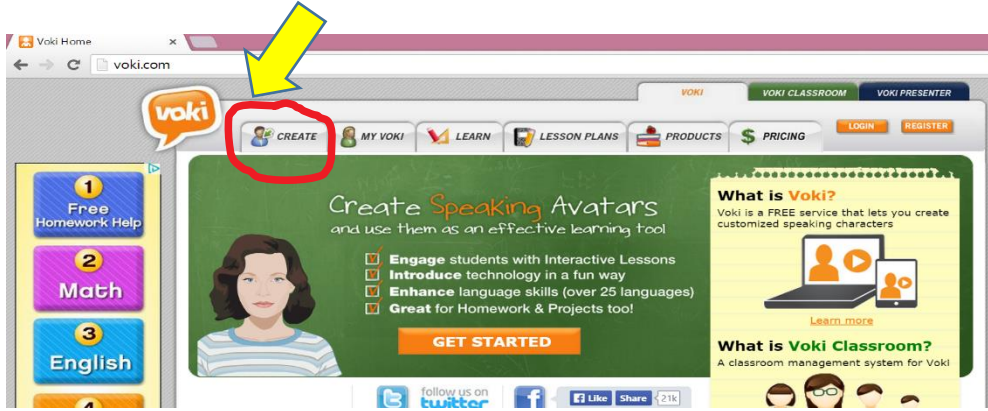 Voki Home
voki.com
VOKI
VOKI CLASSROOM
VOKI PRESENTER
voki
CREATE
MY VOKI
LEARN
LESSON PLANS
PRODUCTS
$ PRICING
LOGIN
REGISTER
1
Free
Homework Help
2
Math
3
English
4
Create Speaking Avatars
and use them as an effective learning tool
Engage students with Interactive Lessons
Introduce technology in a fun way
Enhance language skills (over 25 languages)
Great for Homework & Projects too!
GET STARTED
What is Voki?
Voki is a FREE service that lets you create
customized speaking characters
Learn more
What is Voki Classroom?
A classroom management system for Voki
follow us on
twitter
Like
Share
21k